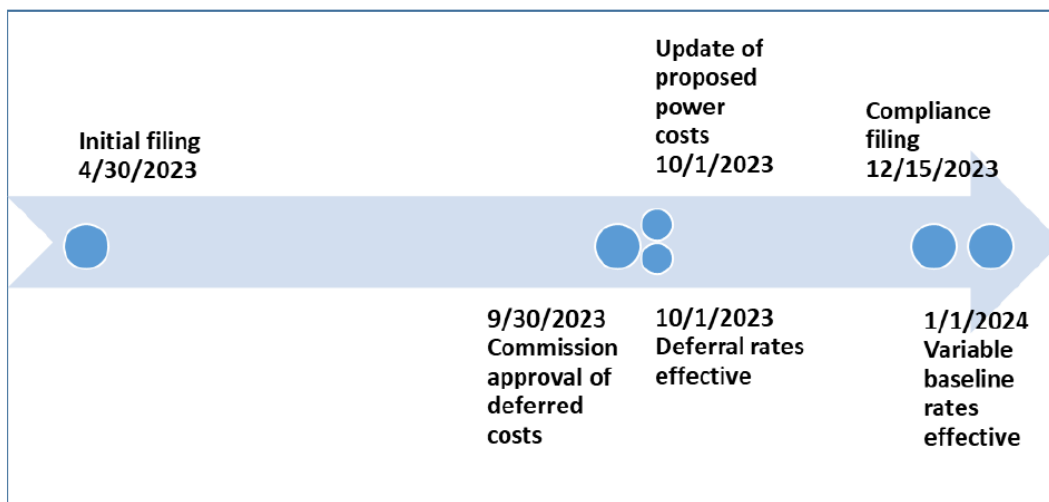 Initial filing
4/30/2023
Update of
proposed
power
costs
10/1/2023
Compliance
filing
12/15/2023
9/30/2023
Commission
approval of
deferred
costs
10/1/2023
Deferral rates
effective
1/1/2024
Variable
baseline
rates
effective